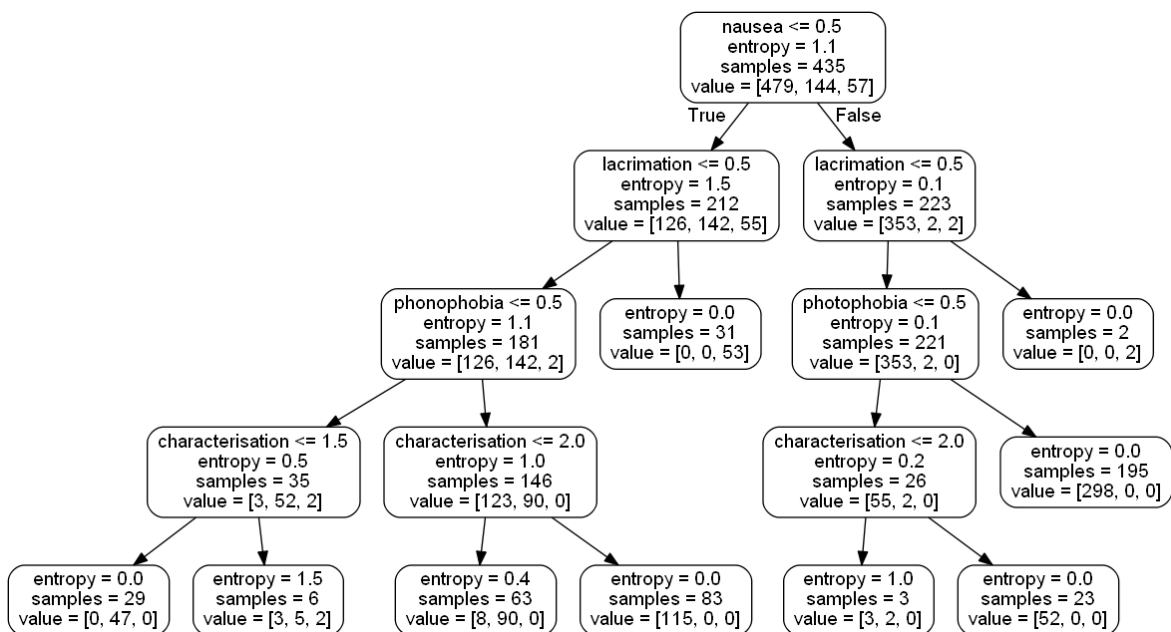 nausea <= 0.5
entropy = 1.1
samples = 435
value = [479, 144, 57]
True
False
lacrimation <= 0.5
entropy = 1.5
samples = 212
value = [126, 142, 55]
lacrimation <= 0.5
entropy = 0.1
samples = 223
value = [353, 2, 2]
phonophobia <= 0.5
entropy = 1.1
samples = 181
value = [126, 142, 2]
entropy = 0.0
samples = 31
value = [0, 0, 53]
photophobia <= 0.5
entropy = 0.1
samples = 221
value = [353, 2, 0]
entropy = 0.0
samples = 2
value = [0, 0, 2]
characterisation <= 1.5
entropy = 0.5
samples = 35
value = [3, 52, 2]
characterisation <= 2.0
entropy = 1.0
samples = 146
value = [123, 90, 0]
characterisation <= 2.0
entropy = 0.2
samples = 26
value = [55, 2, 0]
entropy = 0.0
samples = 195
value = [298, 0, 0]
entropy = 0.0
samples = 29
value = [0, 47, 0]
entropy = 1.5
samples = 6
value = [3, 5, 2]
entropy = 0.4
samples = 63
value = [8, 90, 0]
entropy = 0.0
samples = 83
value = [115, 0, 0]
entropy = 1.0
samples = 3
value = [3, 2, 0]
entropy = 0.0
samples = 23
value = [52, 0, 0]